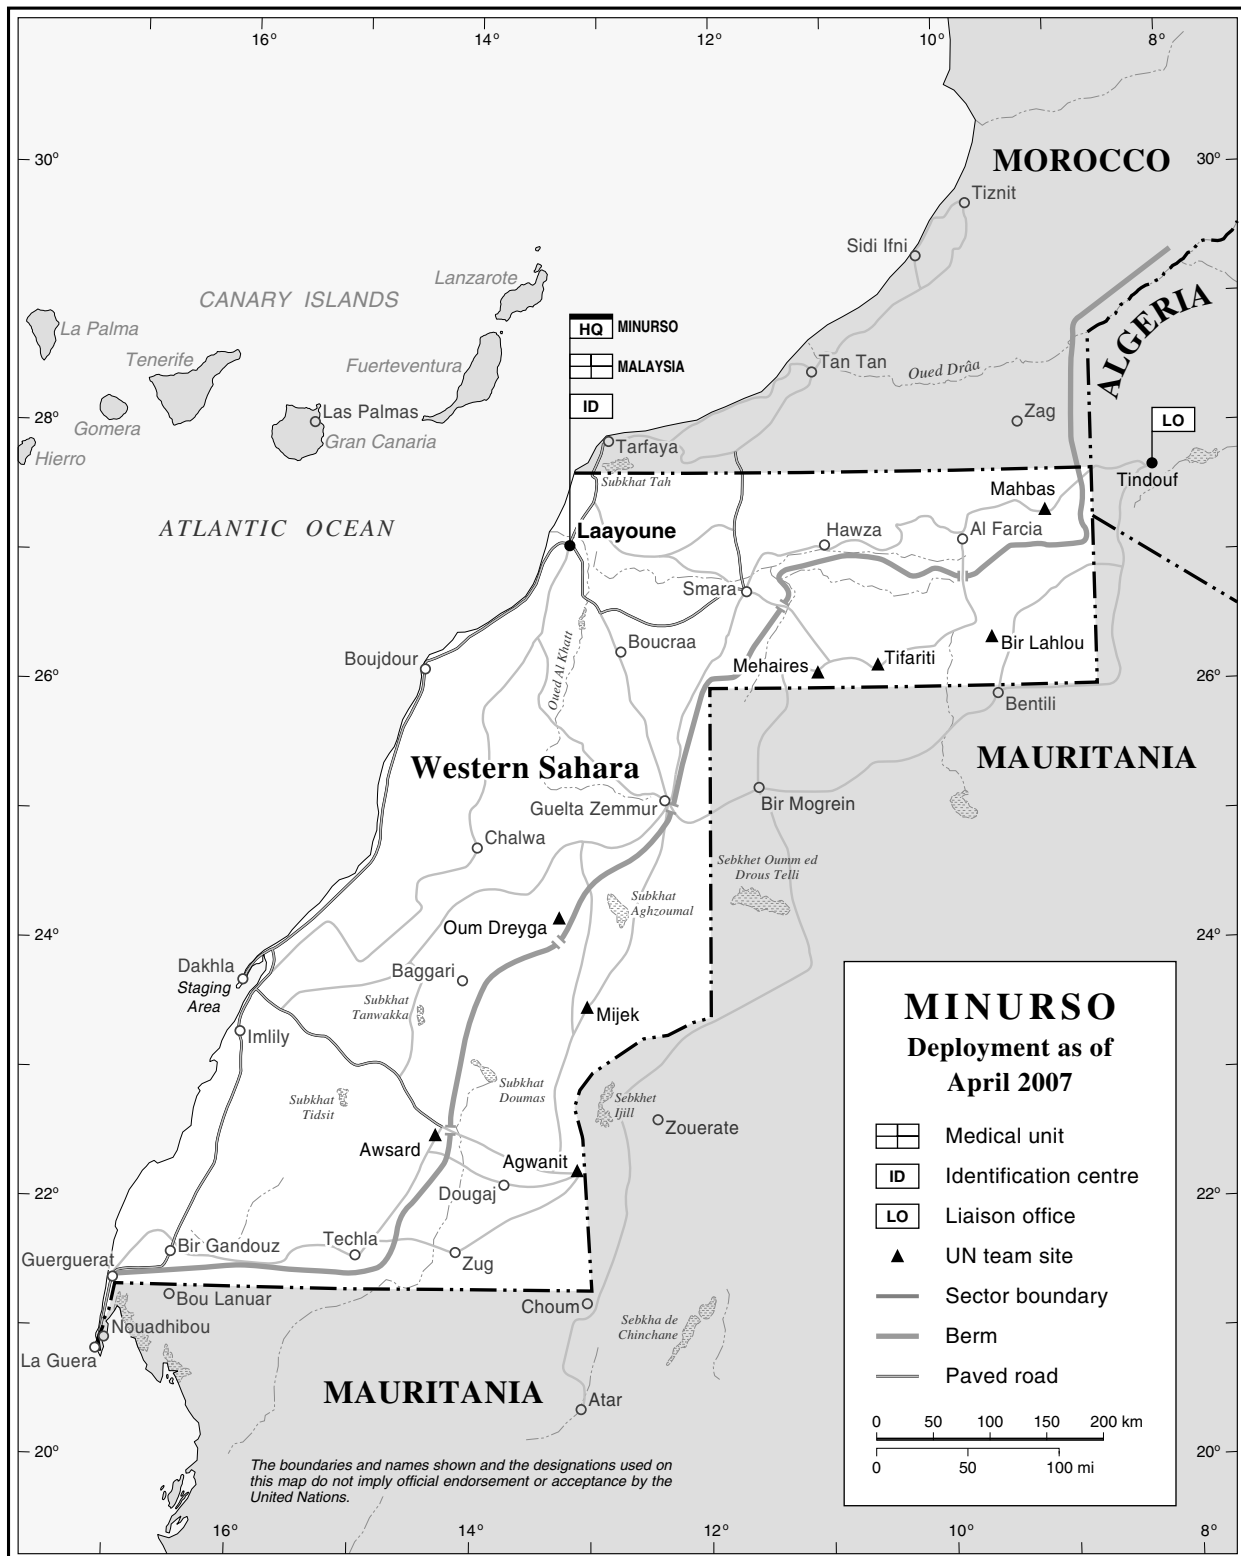 16°
14°
12°
10°
8°
30°
30°
MOROCCO
Tiznit
Sidi Ifni
Lanzarote
CANARY ISLANDS
La Palma
Tenerife
Fuerteventura
HQ MINURSO
MALAYSIA
ID
ALGERIA
Tan Tan
Oued Drâa
28°
Las Palmas
Gomera
Gran Canaria
Hierro
Zag
LO
Tarfaya
Subkhat Tah
Tindouf
Mahbas
ATLANTIC OCEAN
Laayoune
Hawza
Al Farcia
Smara
Boucraa
Oued Al Khatt
Boujdour
Mehaires
Tifariti
Bir Lahlou
26°
26°
Bentili
MAURITANIA
Western Sahara
Guelta Zemmur
Bir Mogrein
Chalwa
Sebkhet Oumm ed
Drous Telli
Subkhat
Aghzoumal
Oum Dreyga
24°
24°
Dakhla
Staging
Area
Baggari
Subkhat
Tanwakka
Mijek
Imlily
Subkhat
Tidsit
Subkhat
Doumas
Sebkhet
Ijill
Zouerate
Awsard
Agwanit
Dougaj
22°
22°
Techla
Bir Gandouz
Guerguerat
Zug
Bou Lanuar
Choum
Nouadhibou
La Guera
Sebkha de
Chinchane
MAURITANIA
Atar
20°
20°
The boundaries and names shown and the designations used on
this map do not imply official endorsement or acceptance by the
United Nations.
16°
14°
12°
10°
8°
MINURSO
Deployment as of
April 2007
Medical unit
ID Identification centre
LO Liaison office
UN team site
Sector boundary
Berm
Paved road
0 50 100 150 200 km
0 50 100 mi